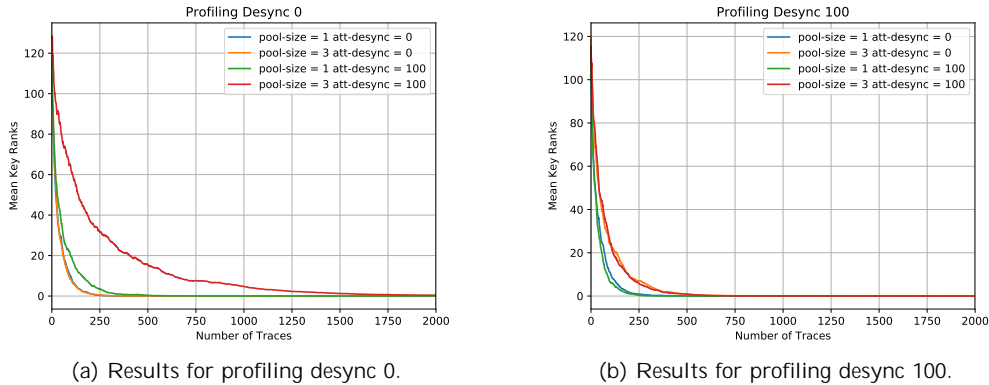 Profiling Desync 0
pool-size = 1 att-desync = 0
pool-size = 3 att-desync = 0
pool-size = 1 att-desync = 100
pool-size = 3 att-desync = 100
Mean Key Ranks
120
100
80
60
40
20
0
0 250 500 750 1000 1250 1500 1750 2000
Number of Traces
(a) Results for profiling desync 0.
Profiling Desync 100
pool-size = 1 att-desync = 0
pool-size = 3 att-desync = 0
pool-size = 1 att-desync = 100
pool-size = 3 att-desync = 100
Mean Key Ranks
120
100
80
60
40
20
0
0 250 500 750 1000 1250 1500 1750 2000
Number of Traces
(b) Results for profiling desync 100.